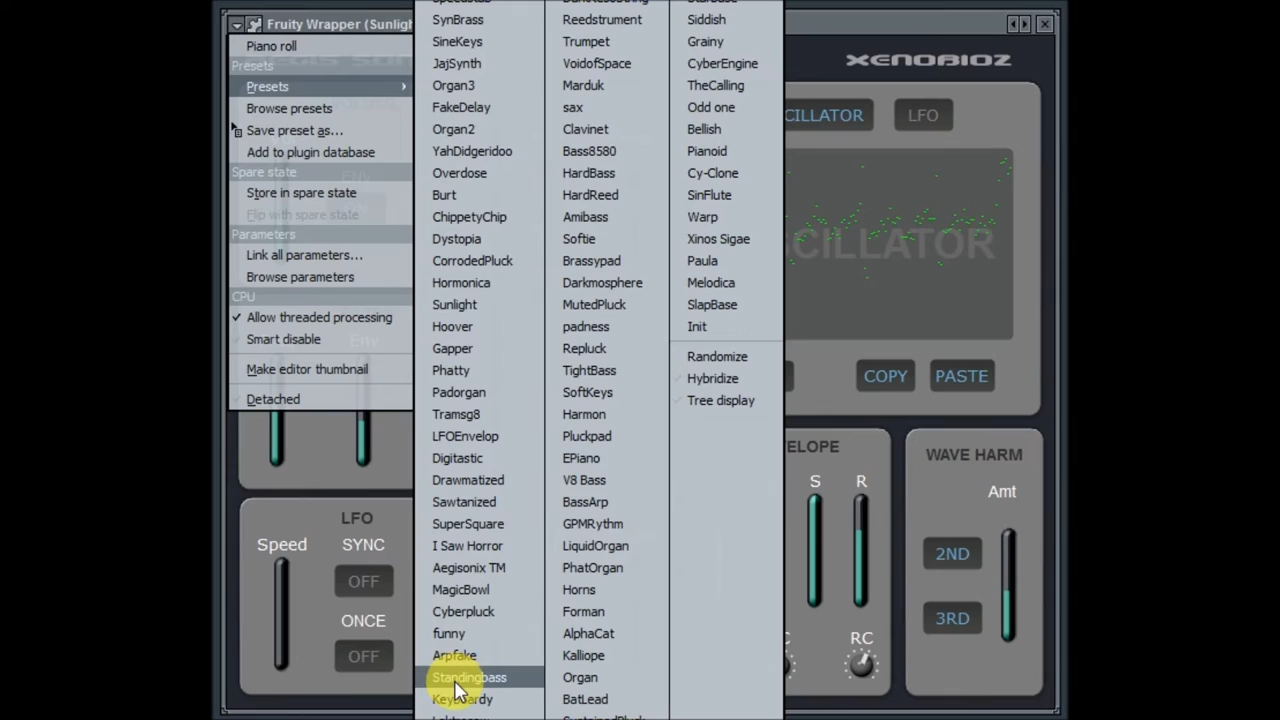 Fruity Wrapper (Sunligh
Piano roll
Presets
Presets
Browse presets
Save preset as...
Add to plugin database
Spare state
Store in spare state
Flip with spare state
Parameters
Link all parameters...
Browse parameters
CPU
Allow threaded processing
Smart disable
Make editor thumbnail
Detached
LFO
Speed
SYNC
OFF
ONCE
OFF
SynBrass
SineKeys
JajSynth
Organ3
FakeDelay
Organ2
YahDidgeridoo
Overdose
Burt
ChippetyChip
Dystopia
CorrodedPluck
Hormonica
Sunlight
Hoover
Gapper
Phatty
Padorgan
Tramsg8
LFOEnvelop
Digitastic
Drawmatized
Sawtanized
SuperSquare
I Saw Horror
Aegisonix TM
MagicBowl
Cyberpluck
funny
Arpfake
Standingbass
Keyboardy
Reedstrument
Trumpet
VoidofSpace
Marduk
sax
Clavinet
Bass8580
HardBass
HardReed
Amibass
Softie
Brassypad
Darkmosphere
MutedPluck
padness
Repluck
TightBass
SoftKeys
Harmon
Pluckpad
EPiano
V8 Bass
BassArp
GPMRythm
LiquidOrgan
PhatOrgan
Horns
Forman
AlphaCat
Kalliope
Organ
BatLead
Siddish
Grainy
CyberEngine
TheCalling
Odd one
Bellish
Pianoid
Cy-Clone
SinFlute
Warp
Xinos Sigae
Paula
Melodica
SlapBase
Init
Randomize
Hybridize
Tree display
XENOBIOZ
CILLATOR
LFO
SCILLATOR
COPY
PASTE
ELOPE
S
R
RC
WAVE HARM
Amt
2ND
3RD